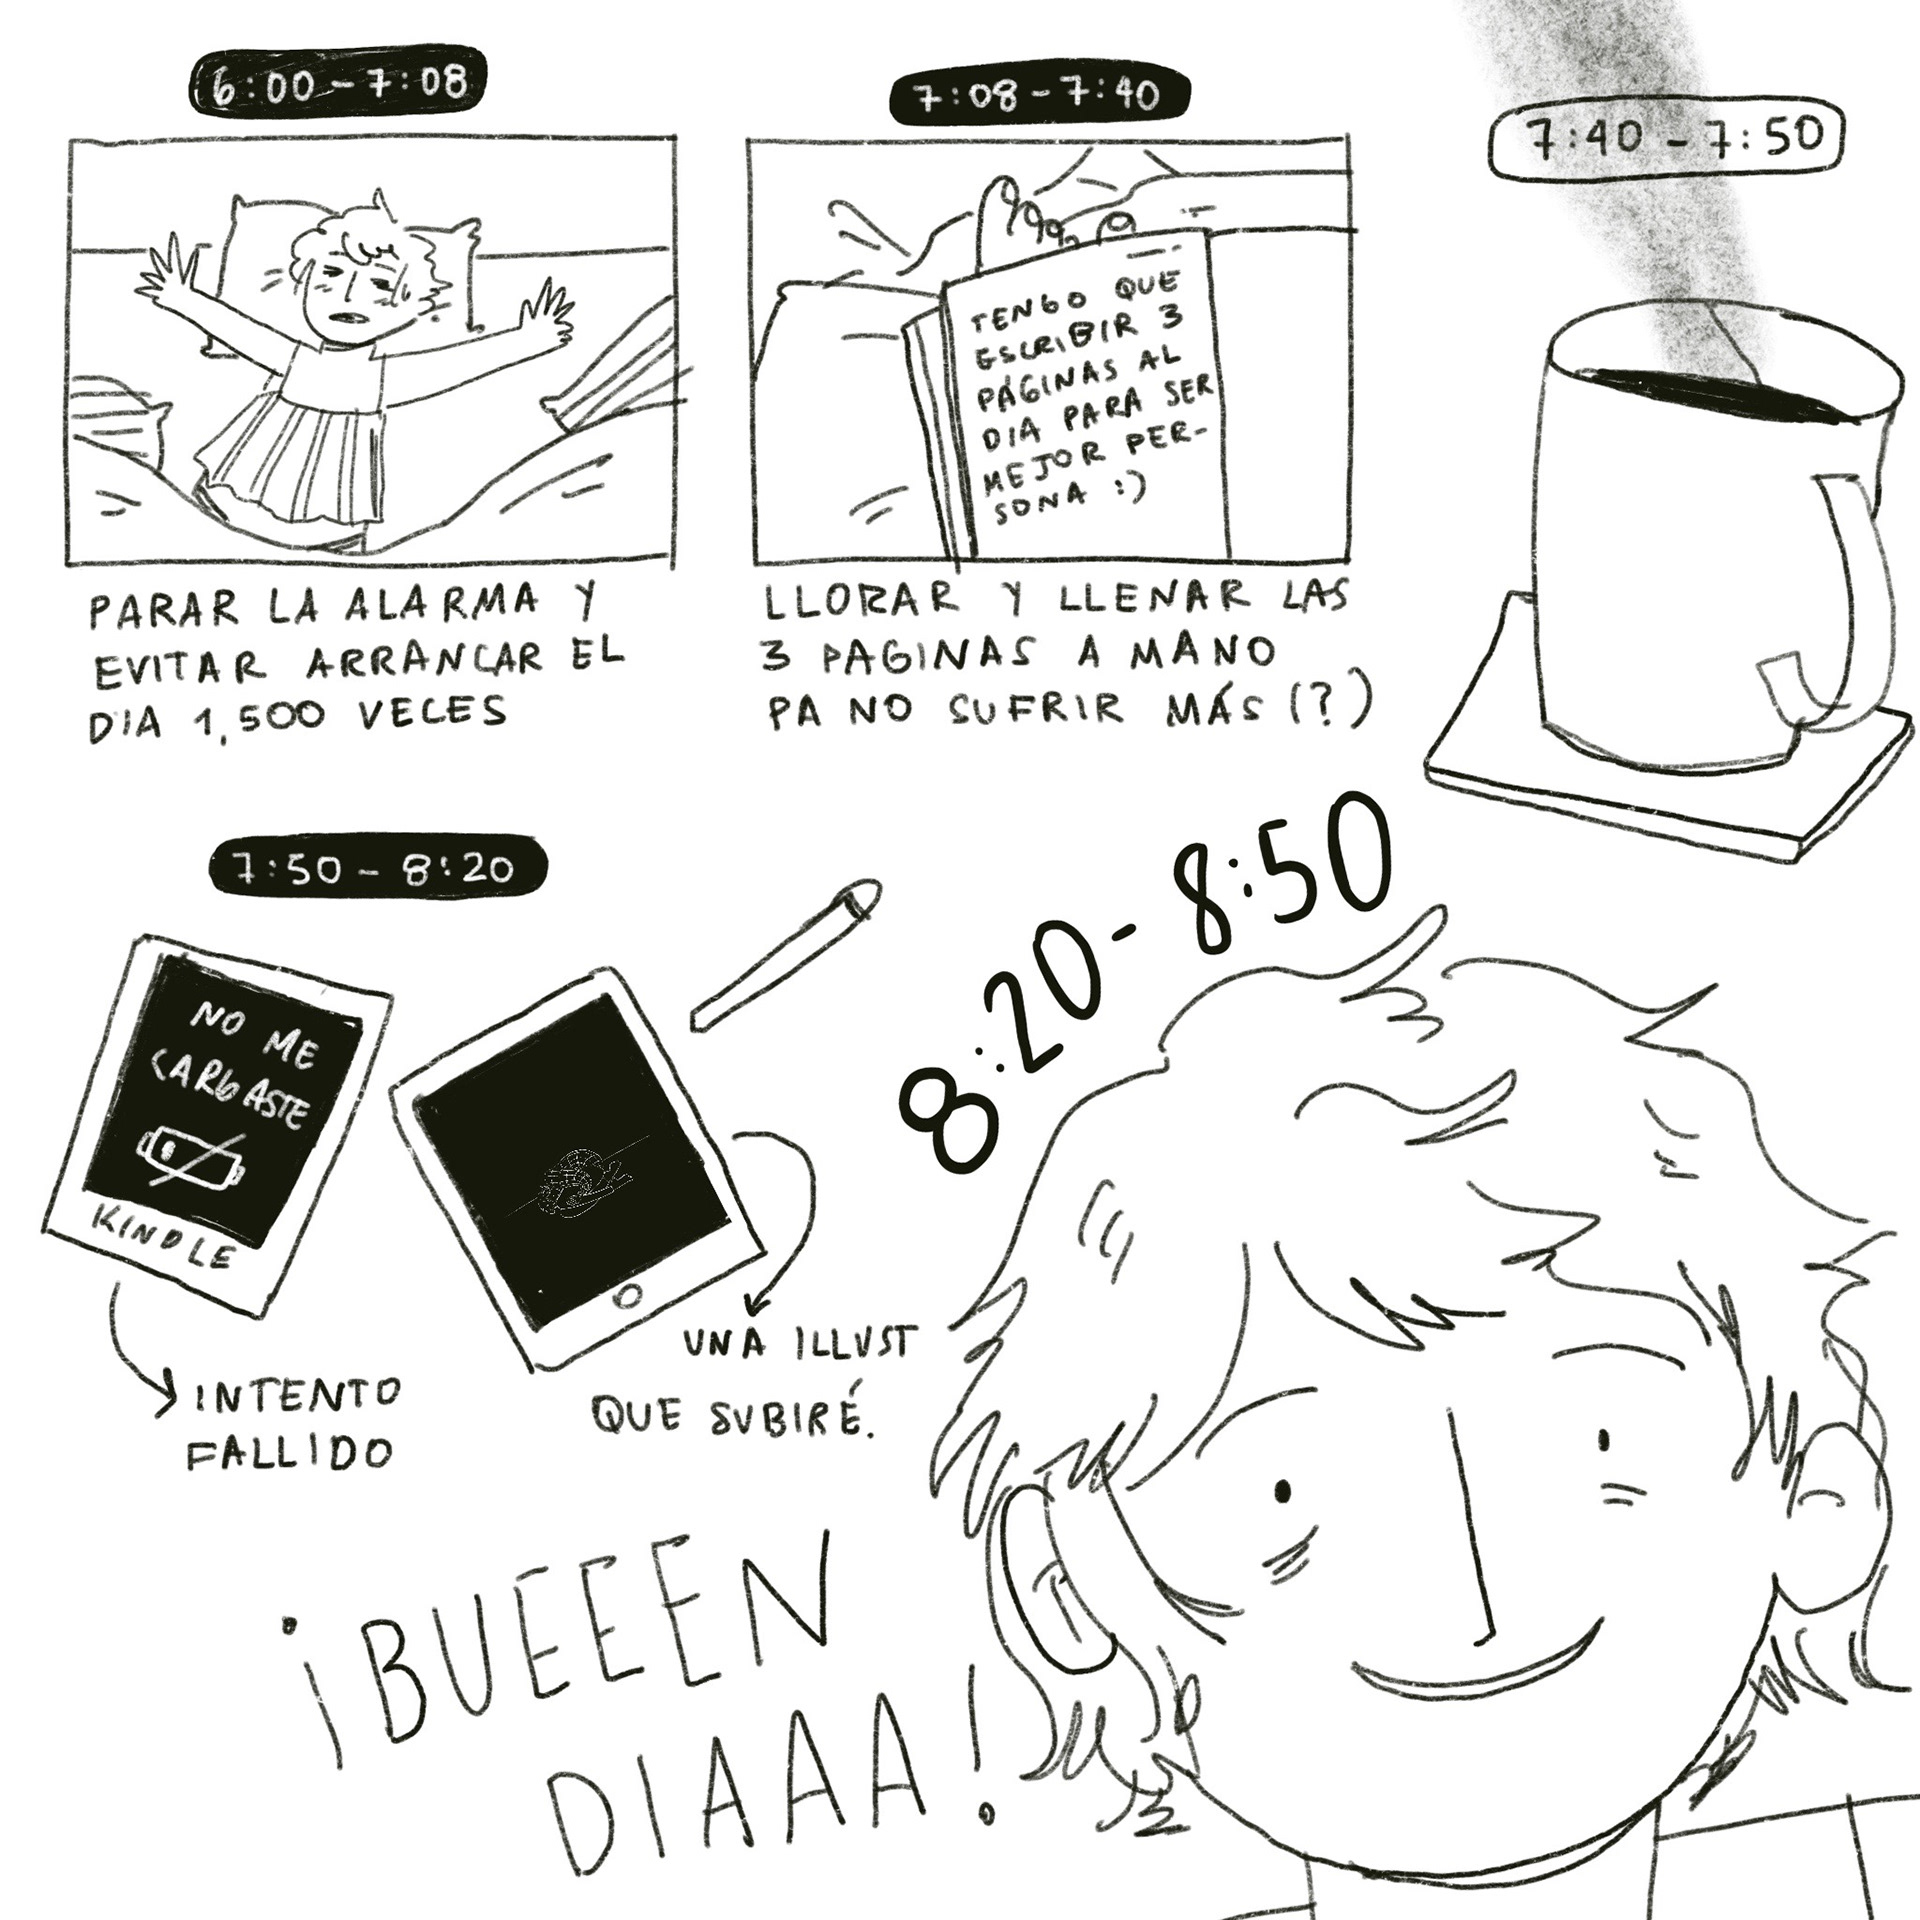 6:00 - 7:08
PARAR LA ALARMA Y
EVITAR ARRANCAR EL
DIA 1,500 VECES
7:08 - 7:40
TENGO QUE
ESCRIBIR 3
PÁGINAS AL
DIA PARA SER
MEJOR PER-
SONA :)
LLORAR Y LLENAR LAS
3 PAGINAS A MANO
PA NO SUFRIR MÁS (?)
7:40 - 7:50
7:50 - 8:20
NO ME
CARGASTE
KINDLE
INTENTO
FALLIDO
UNA ILLUST
QUE SUBIRÉ.
8:20 - 8:50
¡BUEEEN
DIAAA!